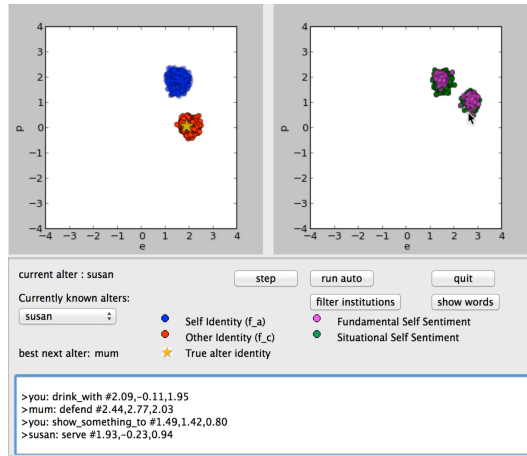 4
3
2
1
0
−1
−2
−3
−4
p
−4 −3 −2 −1 0 1 2 3 4
e
4
3
2
1
0
−1
−2
−3
−4
p
−4 −3 −2 −1 0 1 2 3 4
e
current alter : susan
step
run auto
quit
Currently known alters:
filter institutions
show words
susan
Self Identity (f_a)
Fundamental Self Sentiment
Other Identity (f_c)
Situational Self Sentiment
best next alter: mum
True alter identity
>you: drink_with #2.09,-0.11,1.95
>mum: defend #2.44,2.77,2.03
>you: show_something_to #1.49,1.42,0.80
>susan: serve #1.93,-0.23,0.94